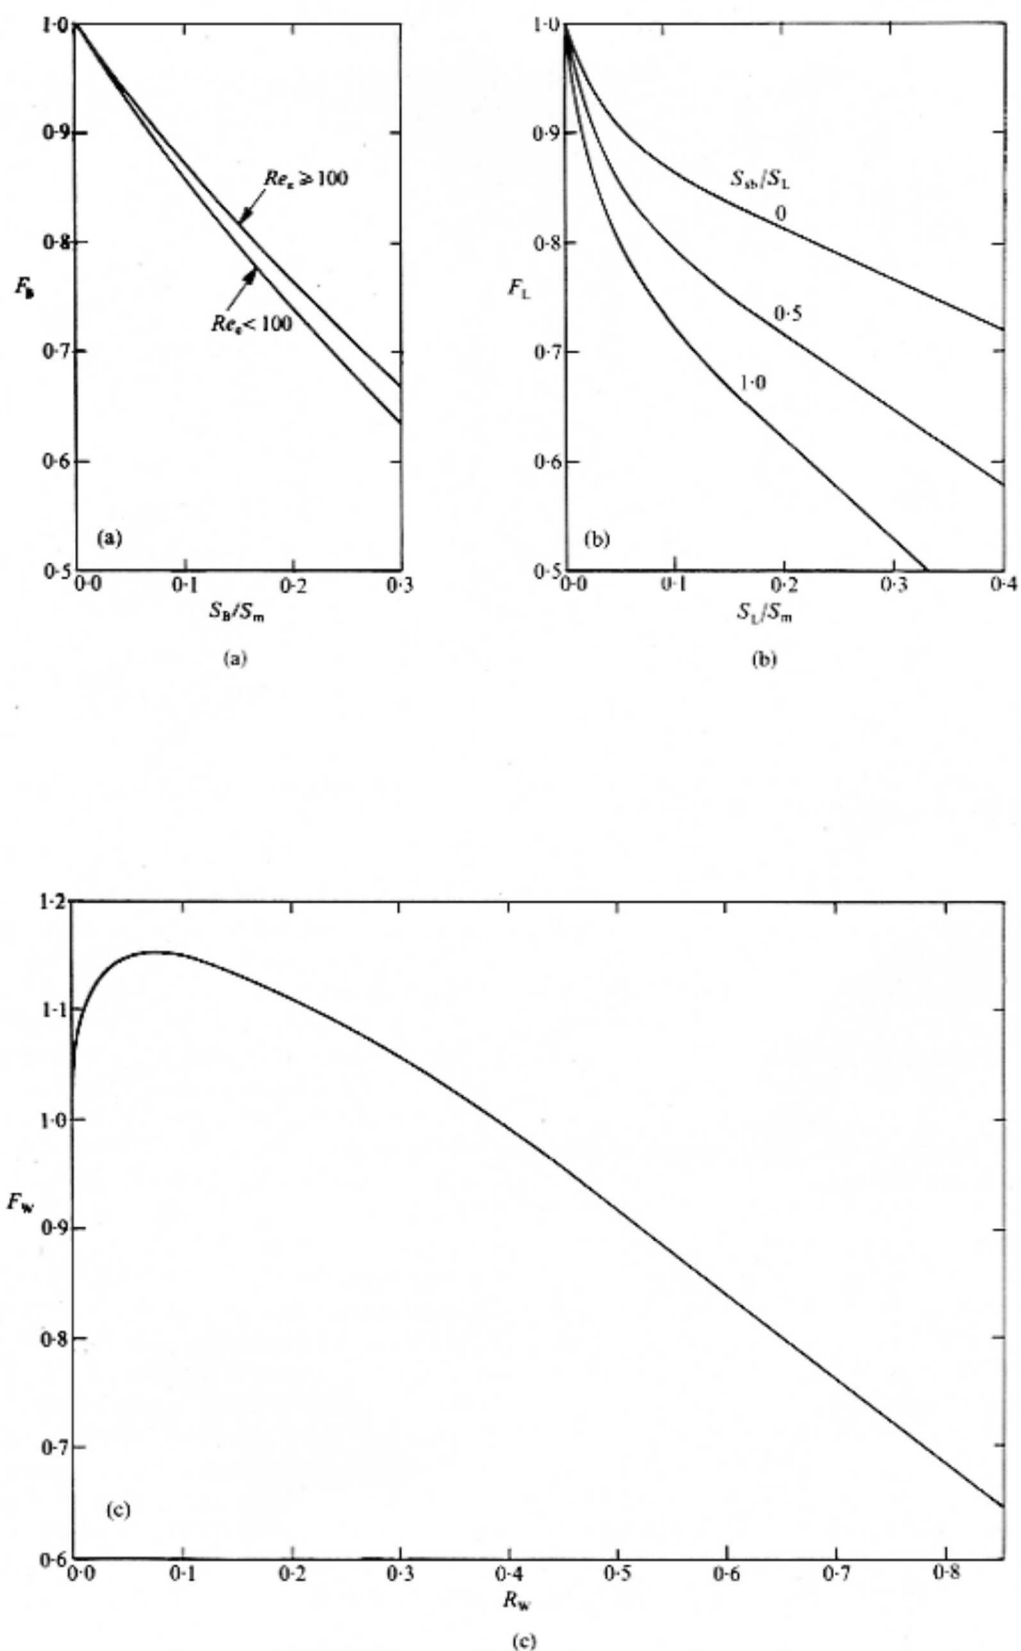 1·0
0·9
0·8
F_B
0·7
0·6
0·5
Re_ε ⩾ 100
Re_ε < 100
(a)
0·0 0·1 0·2 0·3
S_B/S_m
(a)
1·0
0·9
0·8
F_L
0·7
0·6
0·5
S_sb/S_L
0
0·5
1·0
(b)
0·0 0·1 0·2 0·3 0·4
S_L/S_m
(b)
1·2
1·1
1·0
F_W
0·9
0·8
0·7
0·6
(c)
0·0 0·1 0·2 0·3 0·4 0·5 0·6 0·7 0·8
R_W
(c)